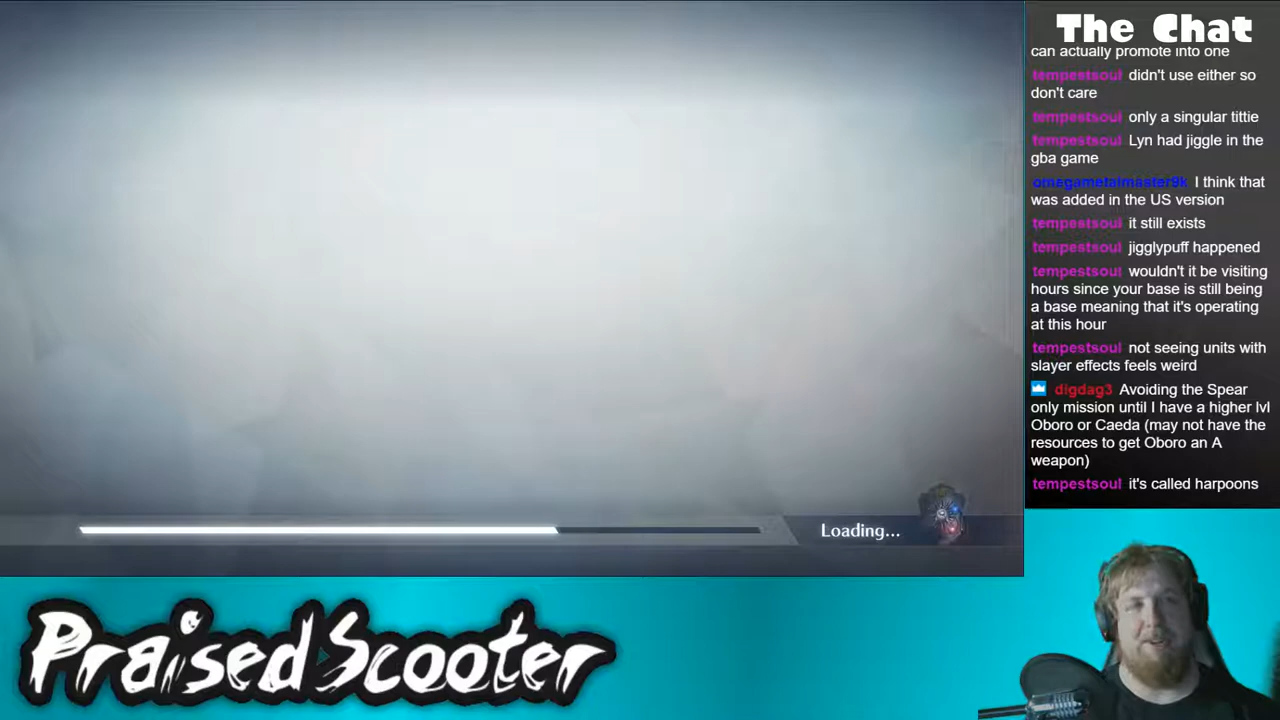 The Chat
can actually promote into one
tempestsoul didn't use either so
don't care
tempestsoul only a singular tittie
tempestsoul Lyn had jiggle in the
gba game
omegametalmaster9k I think that
was added in the US version
tempestsoul it still exists
tempestsoul jigglypuff happened
tempestsoul wouldn't it be visiting
hours since your base is still being
a base meaning that it's operating
at this hour
tempestsoul not seeing units with
slayer effects feels weird
digdag3 Avoiding the Spear
only mission until I have a higher lvl
Oboro or Caeda (may not have the
resources to get Oboro an A
weapon)
tempestsoul it's called harpoons
Loading...
PraisedScooter